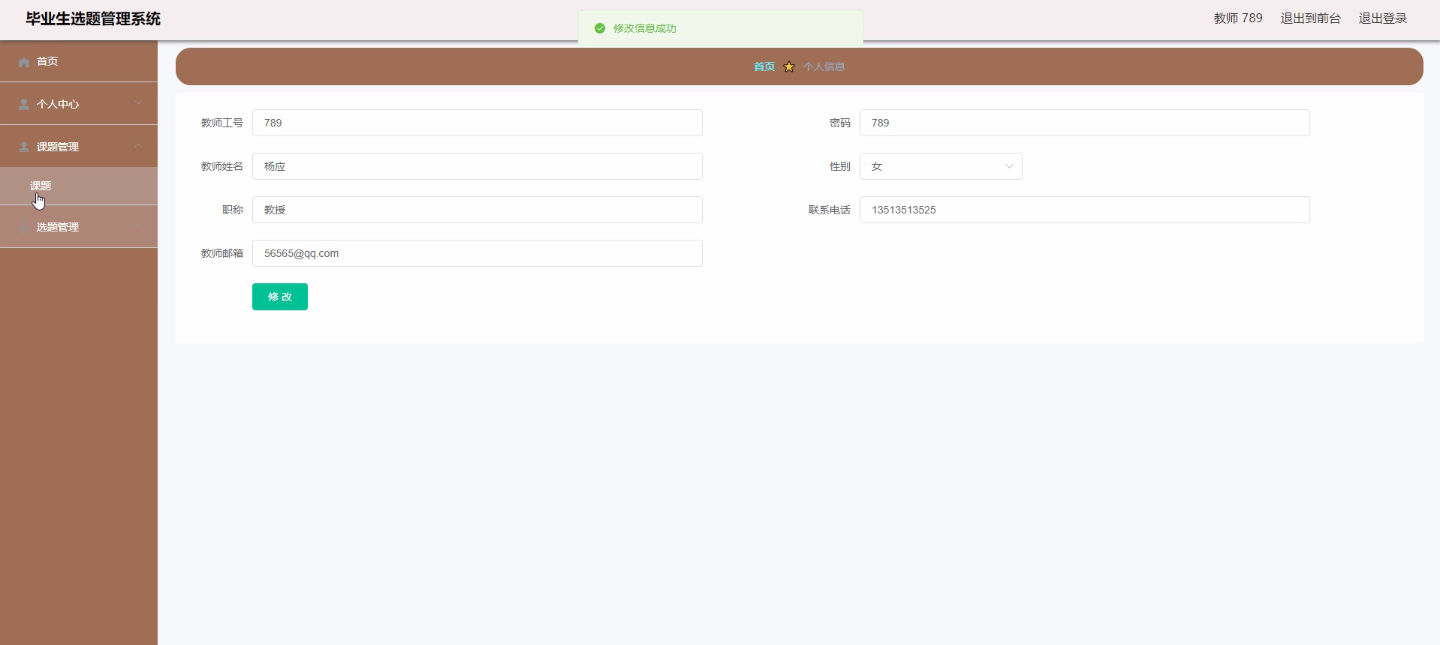 毕业生选题管理系统
修改信息成功
教师 789 退出到前台 退出登录
首页
个人中心
课题管理
课题
选题管理
首页 个人信息
教师工号 789
密码 789
教师姓名 杨应
性别 女
职称 教授
联系电话 13513513525
教师邮箱 56565@qq.com
修 改